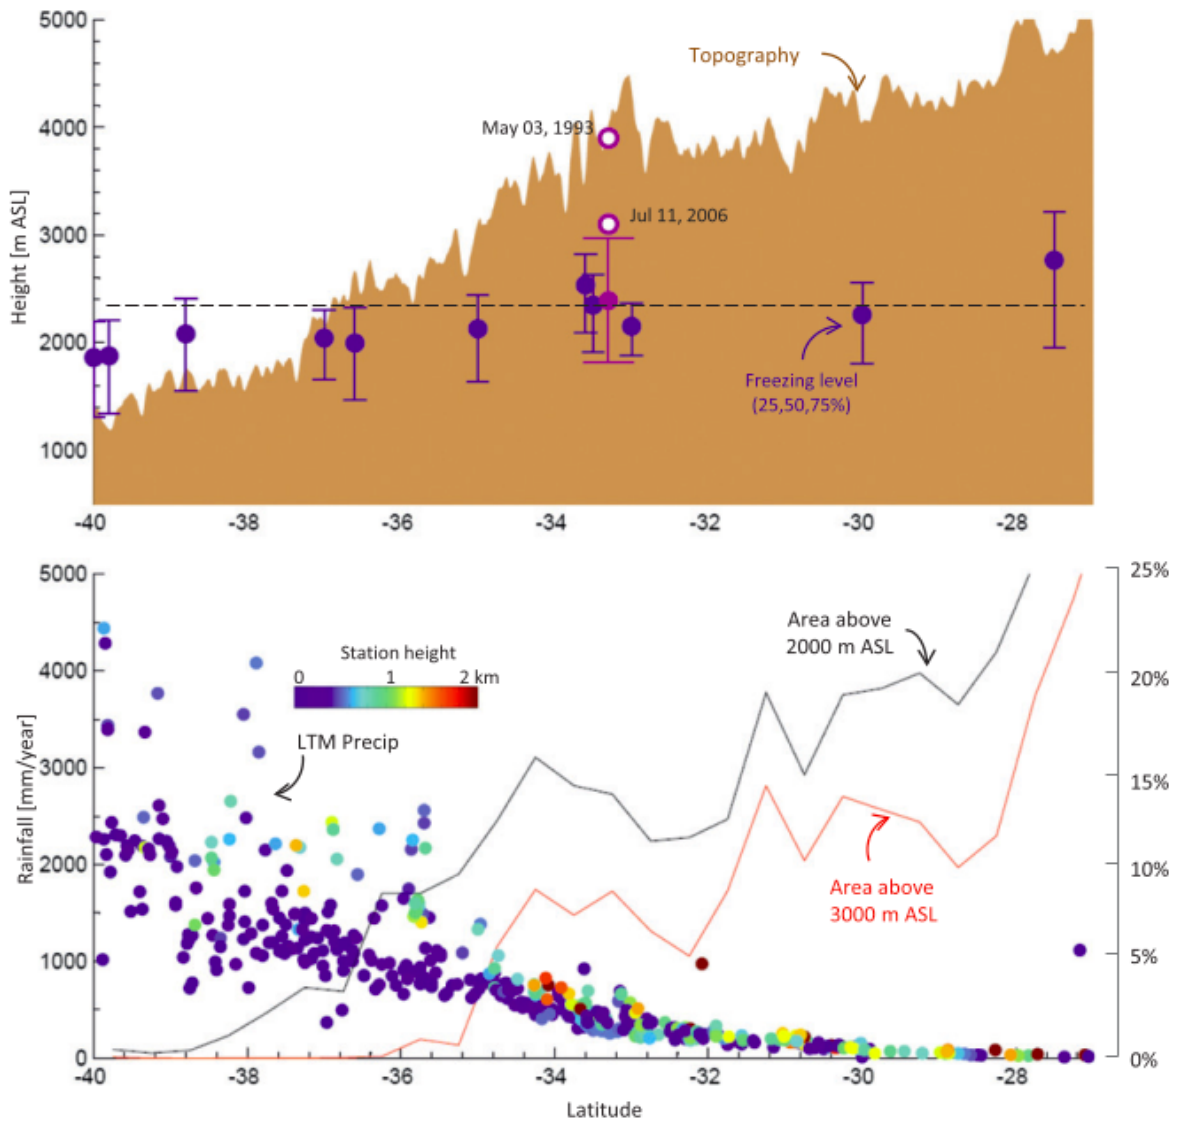 5000
Topography
May 03, 1993
4000
Jul 11, 2006
3000
Height [m ASL]
2000
Freezing level
(25,50,75%)
1000
-40 -38 -36 -34 -32 -30 -28
5000 25%
Area above
2000 m ASL
Station height
0 1 2 km
4000 20%
LTM Precip
3000 15%
Rainfall [mm/year]
2000 10%
Area above
3000 m ASL
1000 5%
0 0%
-40 -38 -36 -34 -32 -30 -28
Latitude